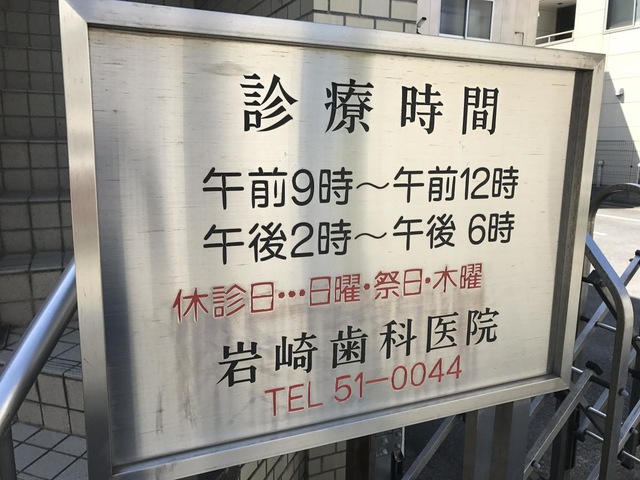 診療時間
午前9時～午前12時
午後2時～午後6時
休診日…日曜・祭日・木曜
岩崎歯科医院
TEL 51-0044